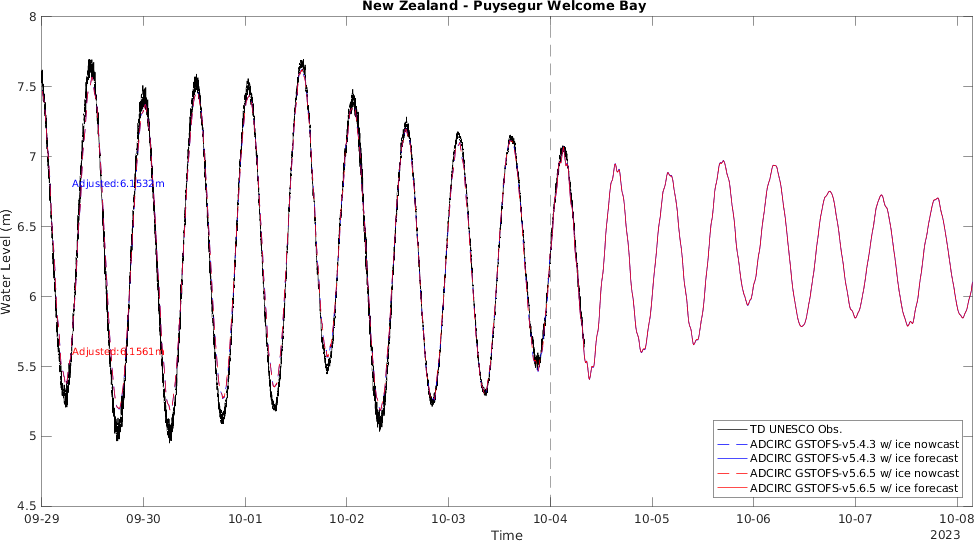 New Zealand - Puysegur Welcome Bay
8
7.5
7
6.5
6
5.5
5
4.5
Water Level (m)
Adjusted:6.1532m
Adjusted:6.1561m
TD UNESCO Obs.
ADCIRC GSTOFS-v5.4.3 w/ ice nowcast
ADCIRC GSTOFS-v5.4.3 w/ ice forecast
ADCIRC GSTOFS-v5.6.5 w/ ice nowcast
ADCIRC GSTOFS-v5.6.5 w/ ice forecast
09-29 09-30 10-01 10-02 10-03 10-04 10-05 10-06 10-07 10-08
Time
2023